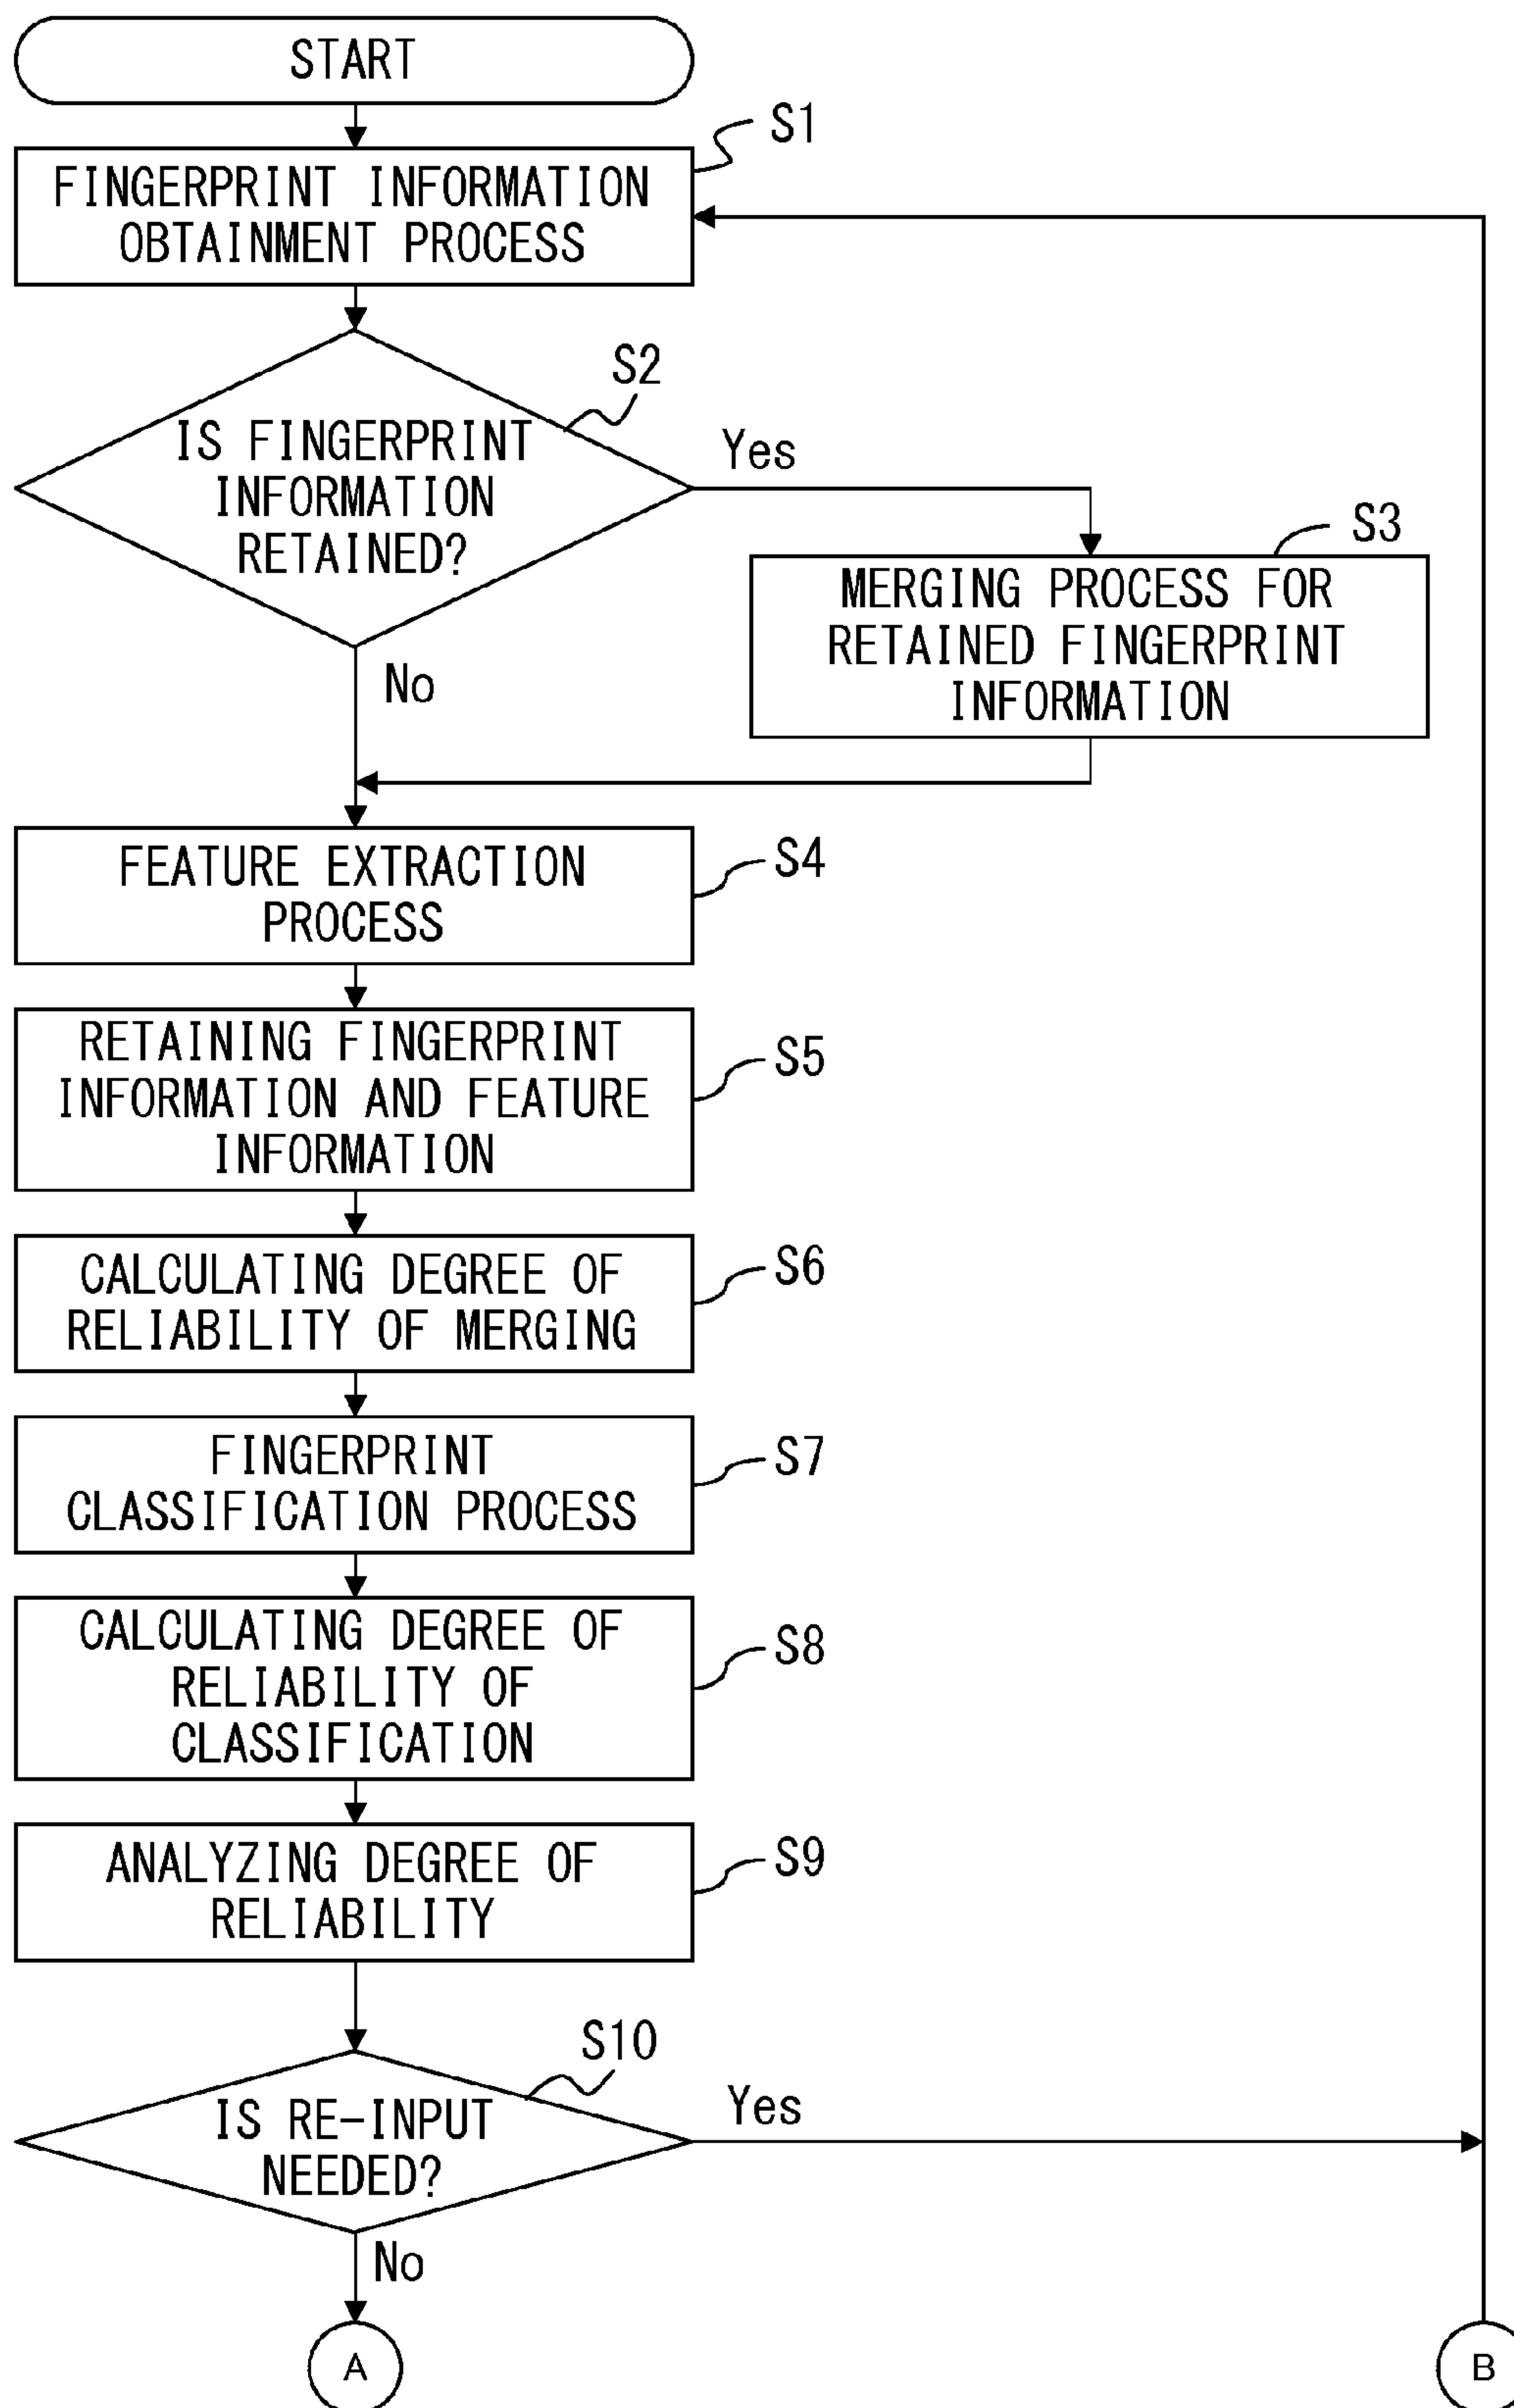 START
S1
FINGERPRINT INFORMATION
OBTAINMENT PROCESS
S2
IS FINGERPRINT
INFORMATION
RETAINED?
Yes
No
S3
MERGING PROCESS FOR
RETAINED FINGERPRINT
INFORMATION
FEATURE EXTRACTION
PROCESS
S4
RETAINING FINGERPRINT
INFORMATION AND FEATURE
INFORMATION
S5
CALCULATING DEGREE OF
RELIABILITY OF MERGING
S6
FINGERPRINT
CLASSIFICATION PROCESS
S7
CALCULATING DEGREE OF
RELIABILITY OF
CLASSIFICATION
S8
ANALYZING DEGREE OF
RELIABILITY
S9
S10
IS RE-INPUT
NEEDED?
Yes
No
A
B